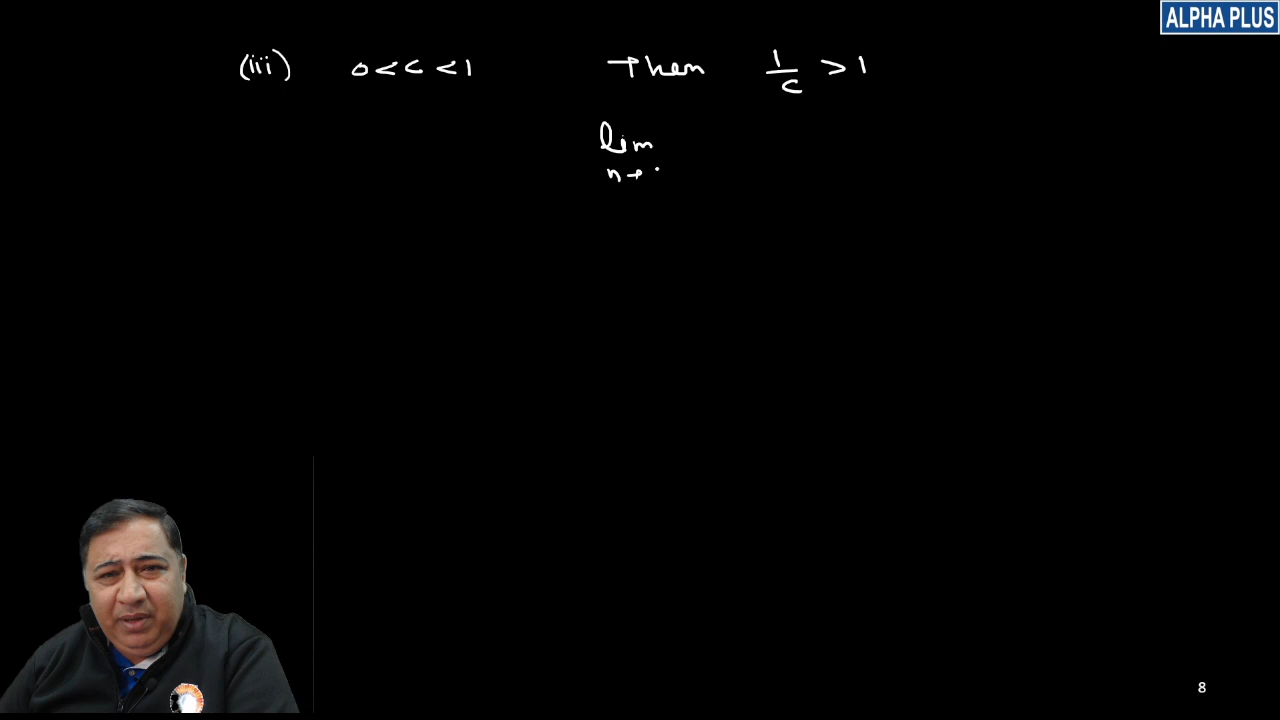 ALPHA PLUS
(iii) 0 < c < 1 Then 1/c > 1
lim
n→
8